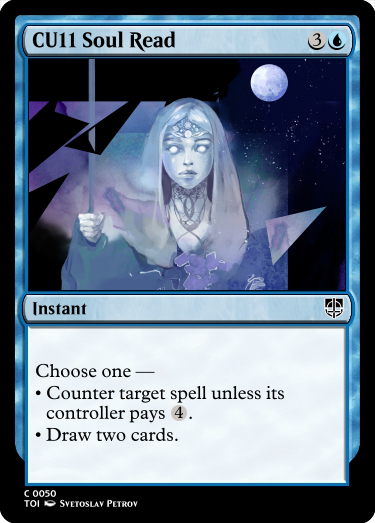 CU11 Soul Read 3
Instant
Choose one —
• Counter target spell unless its
controller pays 4.
• Draw two cards.
C 0050
TOI Svetoslav Petrov